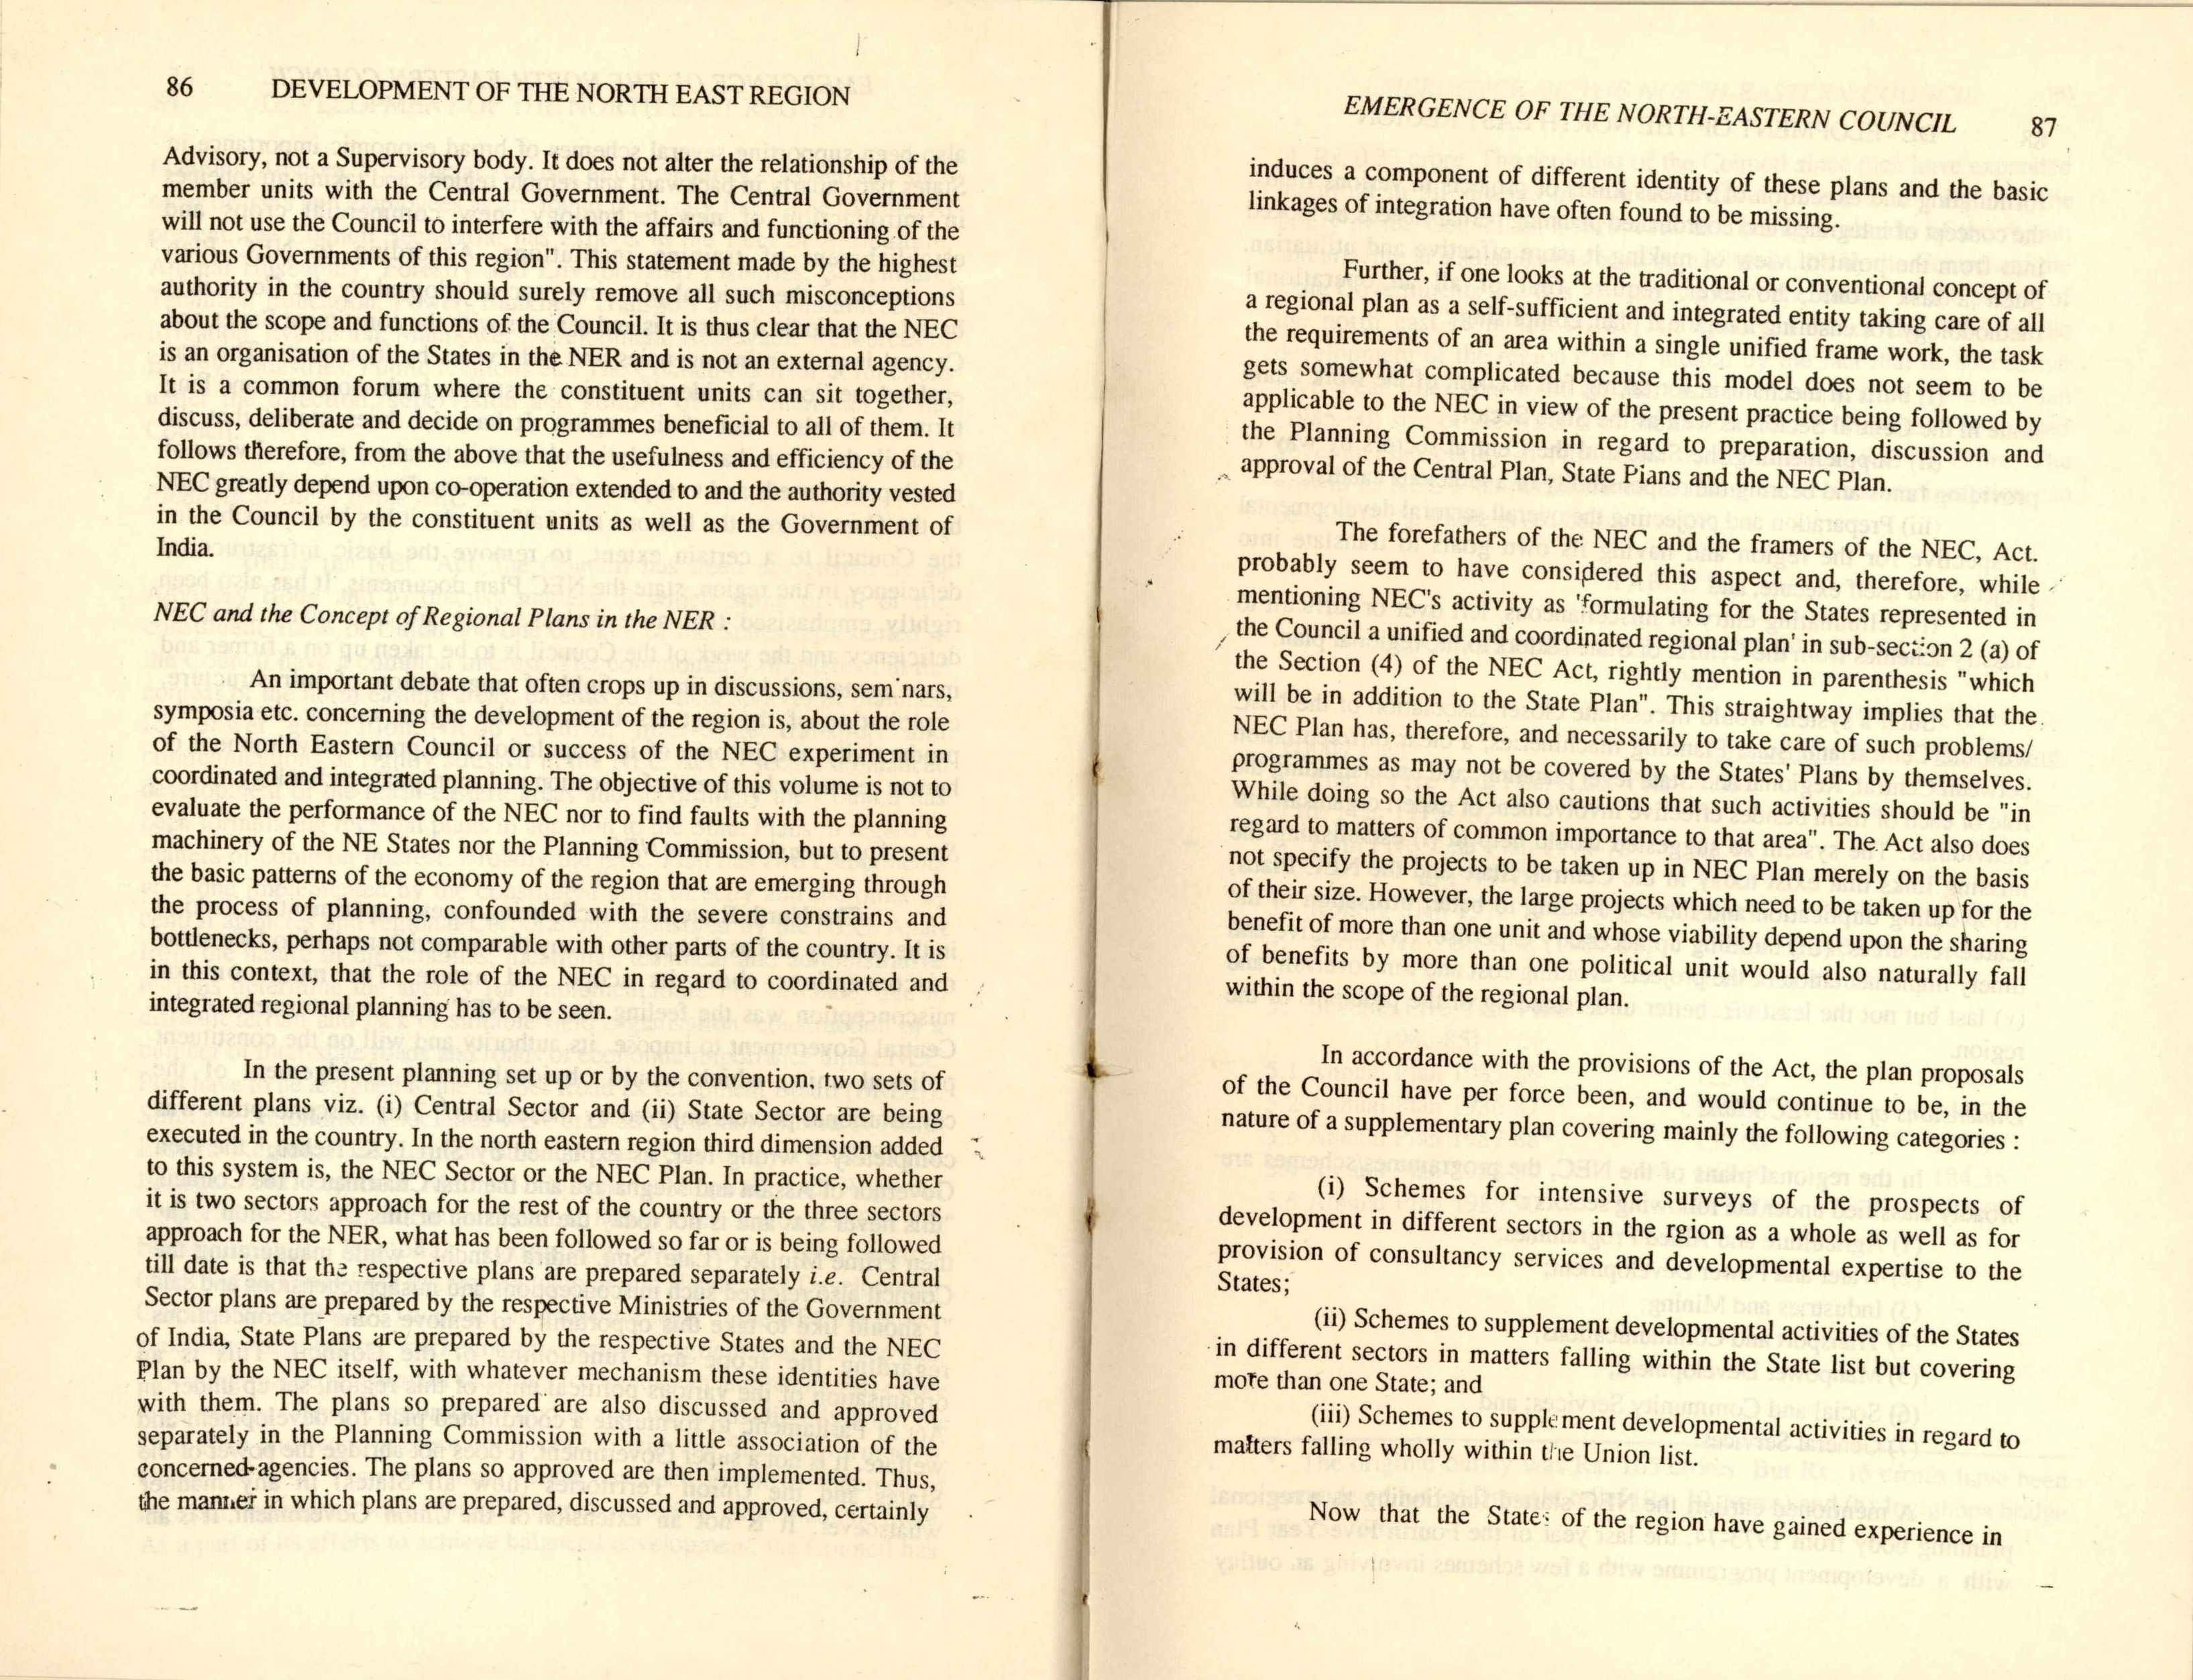 86 DEVELOPMENT OF THE NORTH EAST REGION
Advisory, not a Supervisory body. It does not alter the relationship of the
member units with the Central Government. The Central Government
will not use the Council to interfere with the affairs and functioning of the
various Governments of this region". This statement made by the highest
authority in the country should surely remove all such misconceptions
about the scope and functions of the Council. It is thus clear that the NEC
is an organisation of the States in the NER and is not an external agency.
It is a common forum where the constituent units can sit together,
discuss, deliberate and decide on programmes beneficial to all of them. It
follows therefore, from the above that the usefulness and efficiency of the
NEC greatly depend upon co-operation extended to and the authority vested
in the Council by the constituent units as well as the Government of
India.
NEC and the Concept of Regional Plans in the NER :
An important debate that often crops up in discussions, sem nars,
symposia etc. concerning the development of the region is, about the role
of the North Eastern Council or success of the NEC experiment in
coordinated and integrated planning. The objective of this volume is not to
evaluate the performance of the NEC nor to find faults with the planning
machinery of the NE States nor the Planning Commission, but to present
the basic patterns of the economy of the region that are emerging through
the process of planning, confounded with the severe constrains and
bottlenecks, perhaps not comparable with other parts of the country. It is
in this context, that the role of the NEC in regard to coordinated and
integrated regional planning has to be seen.
In the present planning set up or by the convention, two sets of
different plans viz. (i) Central Sector and (ii) State Sector are being
executed in the country. In the north eastern region third dimension added
to this system is, the NEC Sector or the NEC Plan. In practice, whether
it is two sectors approach for the rest of the country or the three sectors
approach for the NER, what has been followed so far or is being followed
till date is that the respective plans are prepared separately i.e. Central
Sector plans are prepared by the respective Ministries of the Government
of India, State Plans are prepared by the respective States and the NEC
Plan by the NEC itself, with whatever mechanism these identities have
with them. The plans so prepared are also discussed and approved
separately in the Planning Commission with a little association of the
concerned agencies. The plans so approved are then implemented. Thus,
the manner in which plans are prepared, discussed and approved, certainly
EMERGENCE OF THE NORTH-EASTERN COUNCIL 87
induces a component of different identity of these plans and the basic
linkages of integration have often found to be missing.
Further, if one looks at the traditional or conventional concept of
a regional plan as a self-sufficient and integrated entity taking care of all
the requirements of an area within a single unified frame work, the task
gets somewhat complicated because this model does not seem to be
applicable to the NEC in view of the present practice being followed by
the Planning Commission in regard to preparation, discussion and
approval of the Central Plan, State Pians and the NEC Plan.
The forefathers of the NEC and the framers of the NEC, Act.
probably seem to have considered this aspect and, therefore, while
mentioning NEC's activity as 'formulating for the States represented in
the Council a unified and coordinated regional plan' in sub-section 2 (a) of
the Section (4) of the NEC Act, rightly mention in parenthesis "which
will be in addition to the State Plan". This straightway implies that the
NEC Plan has, therefore, and necessarily to take care of such problems/
programmes as may not be covered by the States' Plans by themselves.
While doing so the Act also cautions that such activities should be "in
regard to matters of common importance to that area". The Act also does
not specify the projects to be taken up in NEC Plan merely on the basis
of their size. However, the large projects which need to be taken up for the
benefit of more than one unit and whose viability depend upon the sharing
of benefits by more than one political unit would also naturally fall
within the scope of the regional plan.
In accordance with the provisions of the Act, the plan proposals
of the Council have per force been, and would continue to be, in the
nature of a supplementary plan covering mainly the following categories :
(i) Schemes for intensive surveys of the prospects of
development in different sectors in the rgion as a whole as well as for
provision of consultancy services and developmental expertise to the
States;
(ii) Schemes to supplement developmental activities of the States
in different sectors in matters falling within the State list but covering
more than one State; and
(iii) Schemes to supplement developmental activities in regard to
matters falling wholly within the Union list.
Now that the States of the region have gained experience in